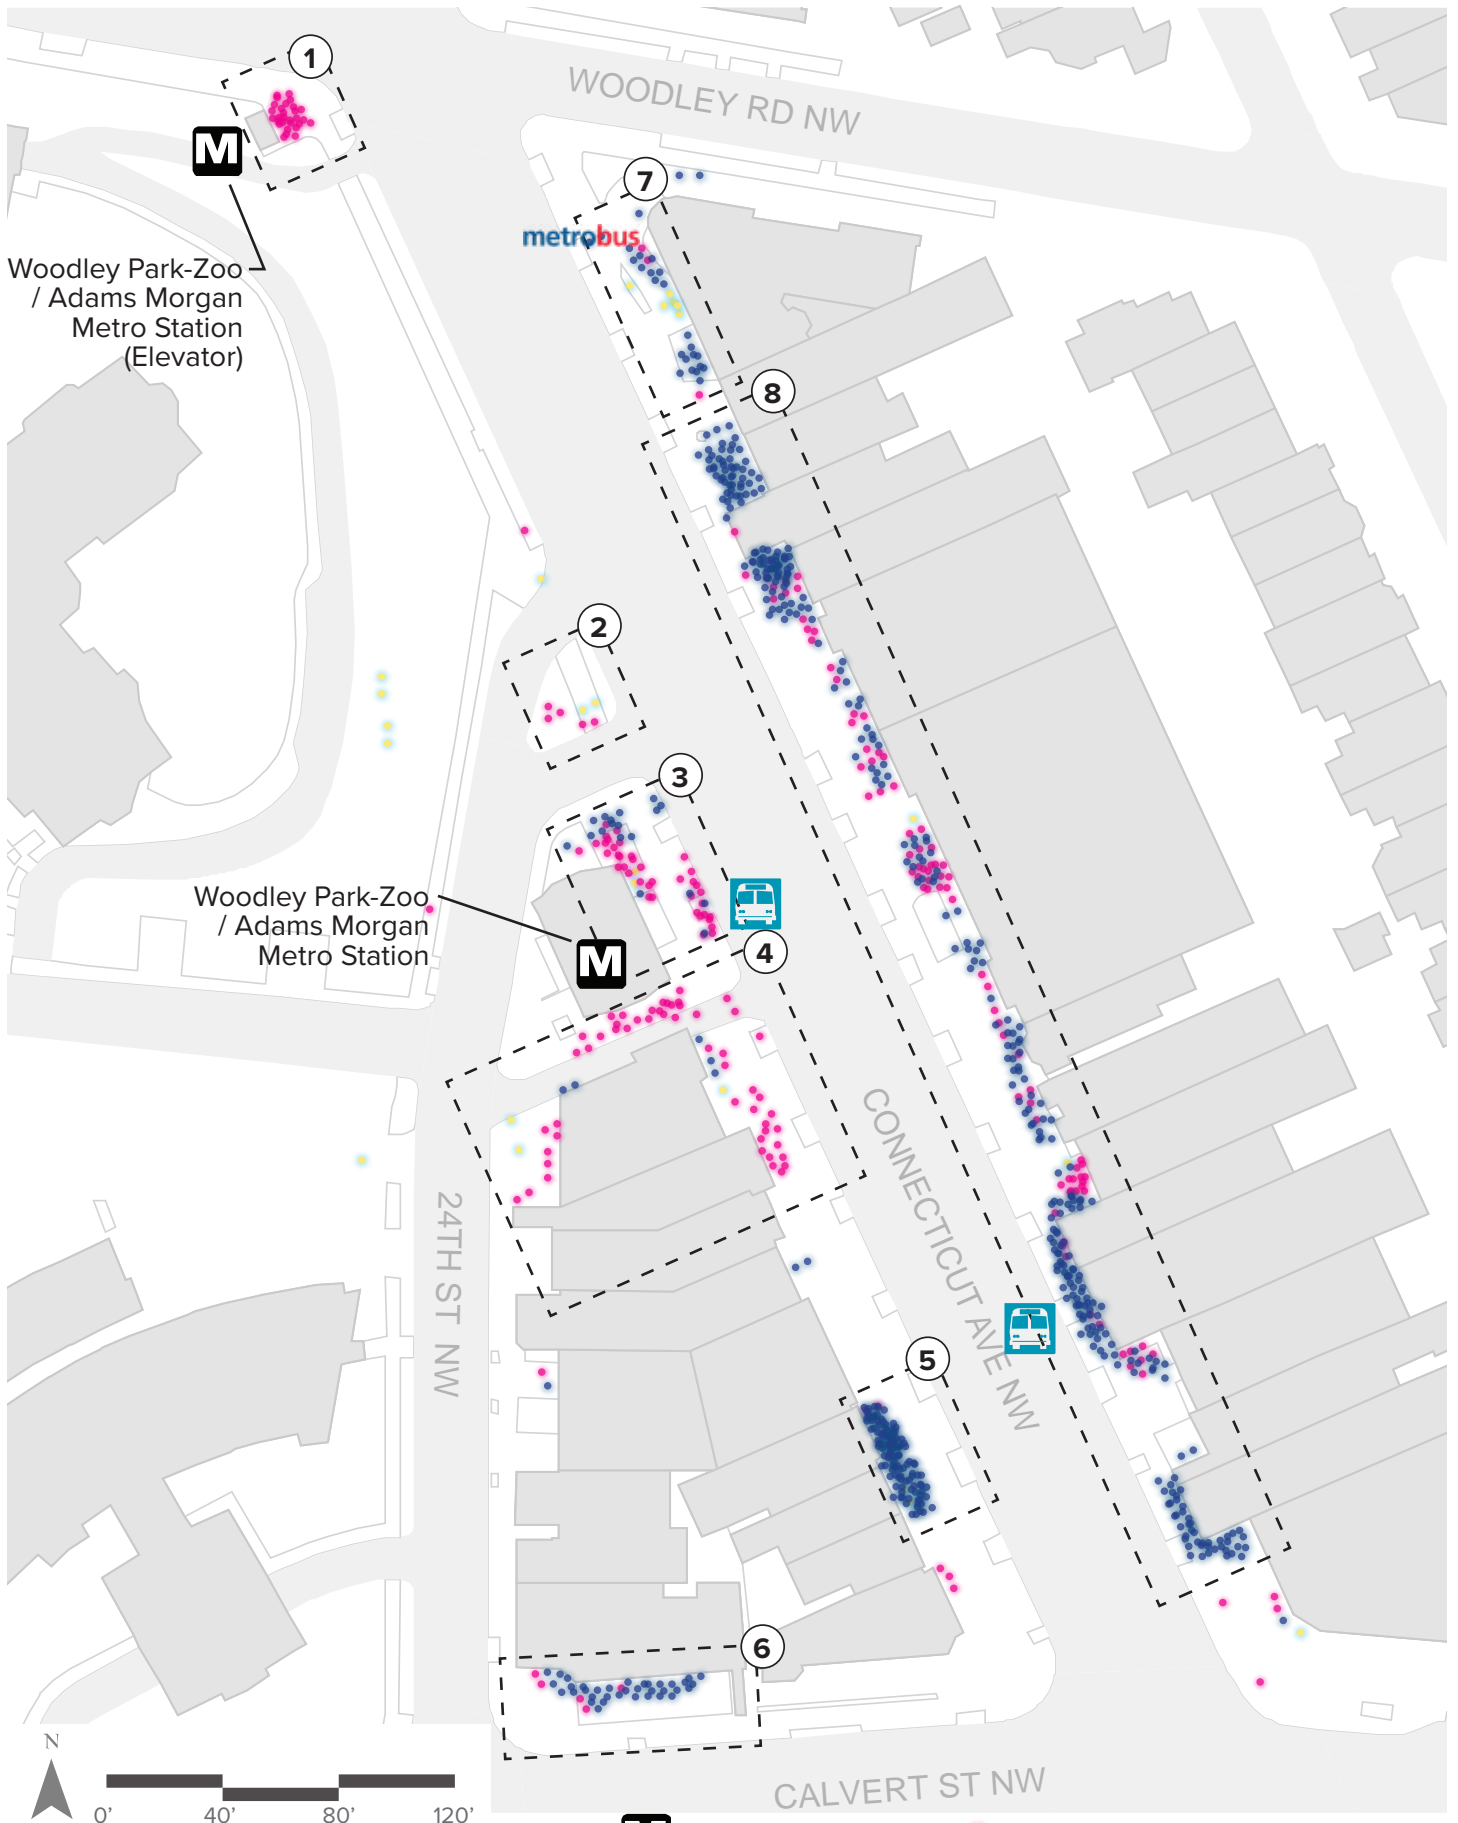 1
WOODLEY RD NW
M
7
metrobus
Woodley Park-Zoo
/ Adams Morgan
Metro Station
(Elevator)
8
2
3
Woodley Park-Zoo
/ Adams Morgan
Metro Station
M
4
CONNECTICUT AVE NW
24TH ST NW
5
6
N
CALVERT ST NW
0' 40' 80' 120'